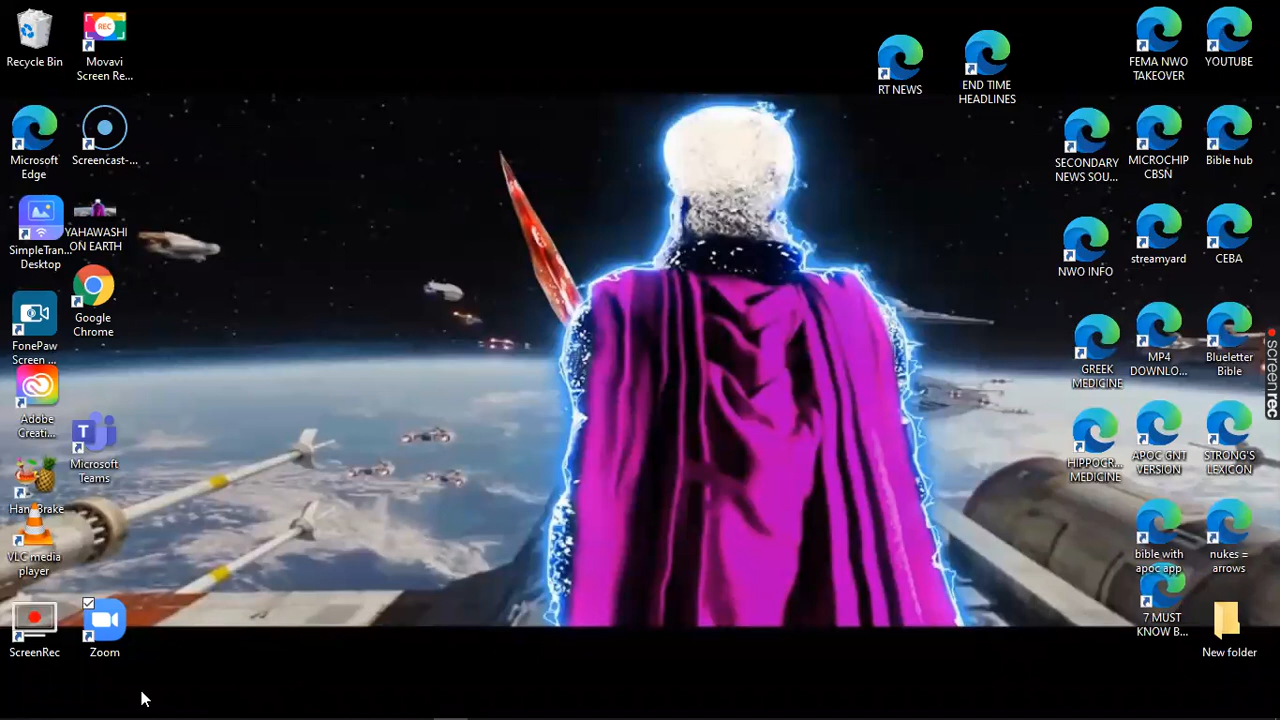 Recycle Bin
REC
Movavi
Screen Re...
Microsoft
Edge
Screencast-...
SimpleTran...
Desktop
YAHAWASHI
ON EARTH
Google
Chrome
FonePaw
Screen ...
Adobe
Creati...
T
Microsoft
Teams
HandBrake
VLC media
player
ScreenRec
Zoom
RT NEWS
END TIME
HEADLINES
FEMA NWO
TAKEOVER
YOUTUBE
SECONDARY
NEWS SOU...
MICROCHIP
CBSN
Bible hub
NWO INFO
streamyard
CEBA
GREEK
MEDICINE
MP4
DOWNLO...
Blueletter
Bible
HIPPOCR...
MEDICINE
APOC GNT
VERSION
STRONG'S
LEXICON
bible with
apoc app
nukes =
arrows
7 MUST
KNOW B...
New folder
screenrec